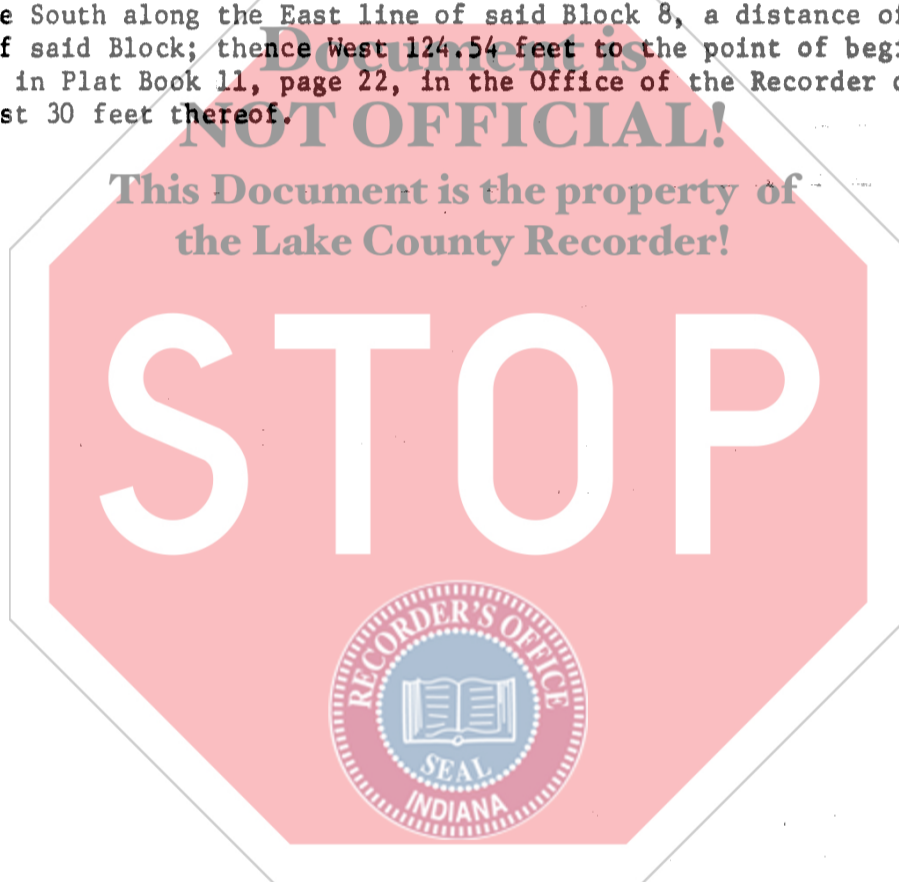 e South along the East line of said Block 8, a distance of
f said Block; thence West 124.54 feet to the point of begi
in Plat Book 11, page 22, in the Office of the Recorder o
st 30 feet thereof.
Document is
NOT OFFICIAL!
This Document is the property of
the Lake County Recorder!
STOP
RECORDER'S OFFICE
SEAL
INDIANA